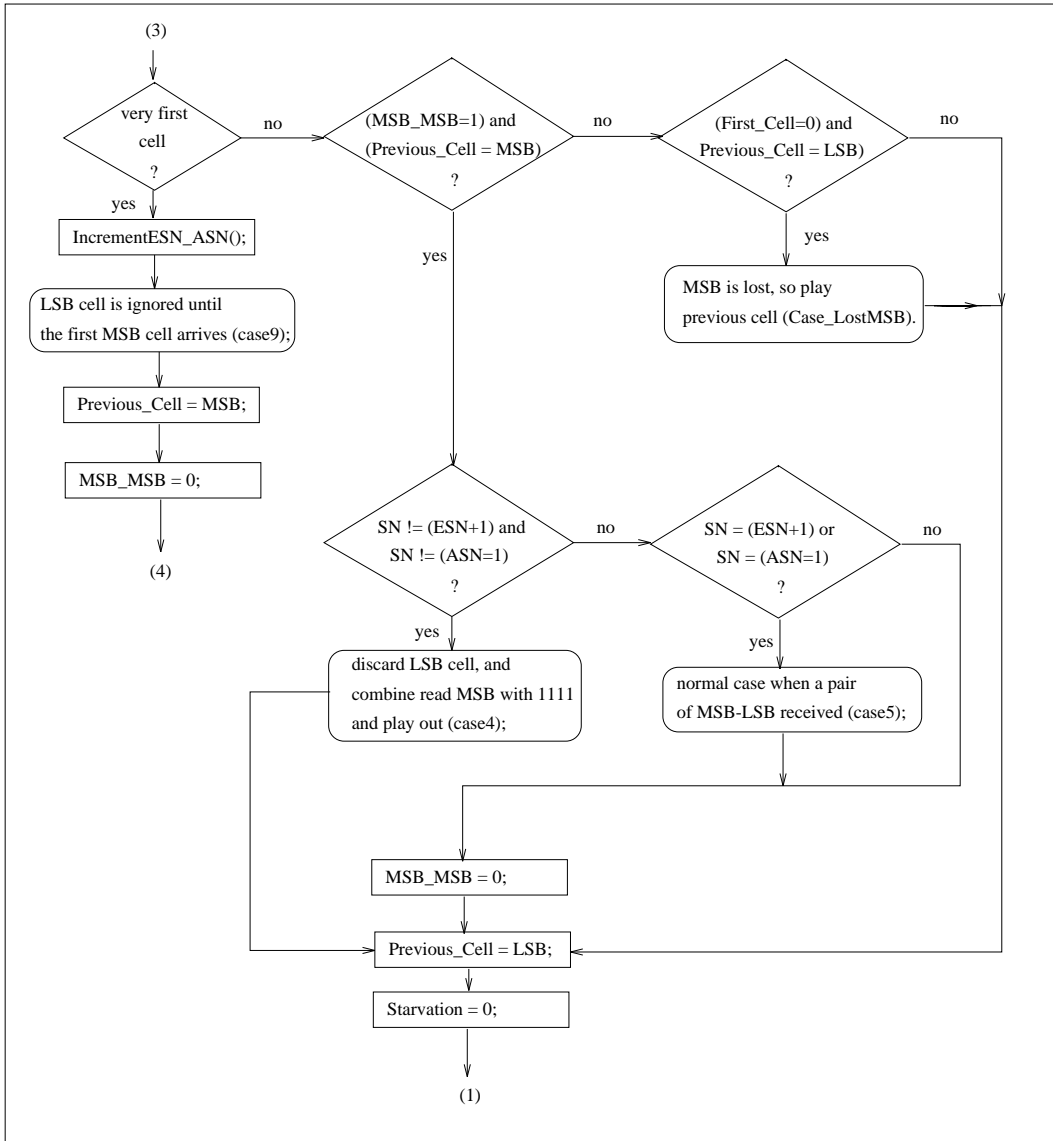 (3)
very first
cell
?
no
yes
IncrementESN_ASN();
LSB cell is ignored until
the first MSB cell arrives (case9);
Previous_Cell = MSB;
MSB_MSB = 0;
(4)
(MSB_MSB=1) and
(Previous_Cell = MSB)
?
no
yes
(First_Cell=0) and
Previous_Cell = LSB)
?
no
yes
MSB is lost, so play
previous cell (Case_LostMSB).
SN != (ESN+1) and
SN != (ASN=1)
?
no
yes
discard LSB cell, and
combine read MSB with 1111
and play out (case4);
SN = (ESN+1) or
SN = (ASN=1)
?
no
yes
normal case when a pair
of MSB-LSB received (case5);
MSB_MSB = 0;
Previous_Cell = LSB;
Starvation = 0;
(1)